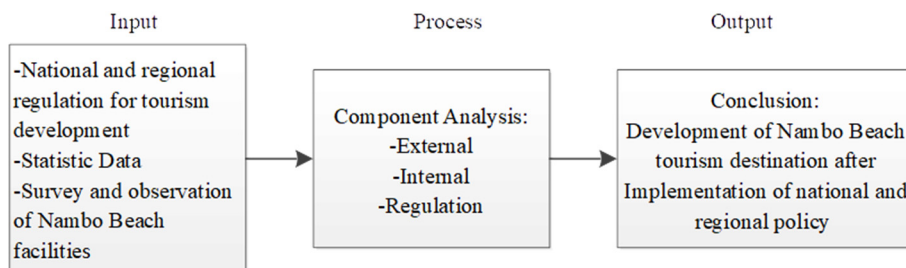 Input
Process
Output
-National and regional
regulation for tourism
development
-Statistic Data
-Survey and observation
of Nambo Beach
facilities
Component Analysis:
-External
-Internal
-Regulation
Conclusion:
Development of Nambo Beach
tourism destination after
Implementation of national and
regional policy